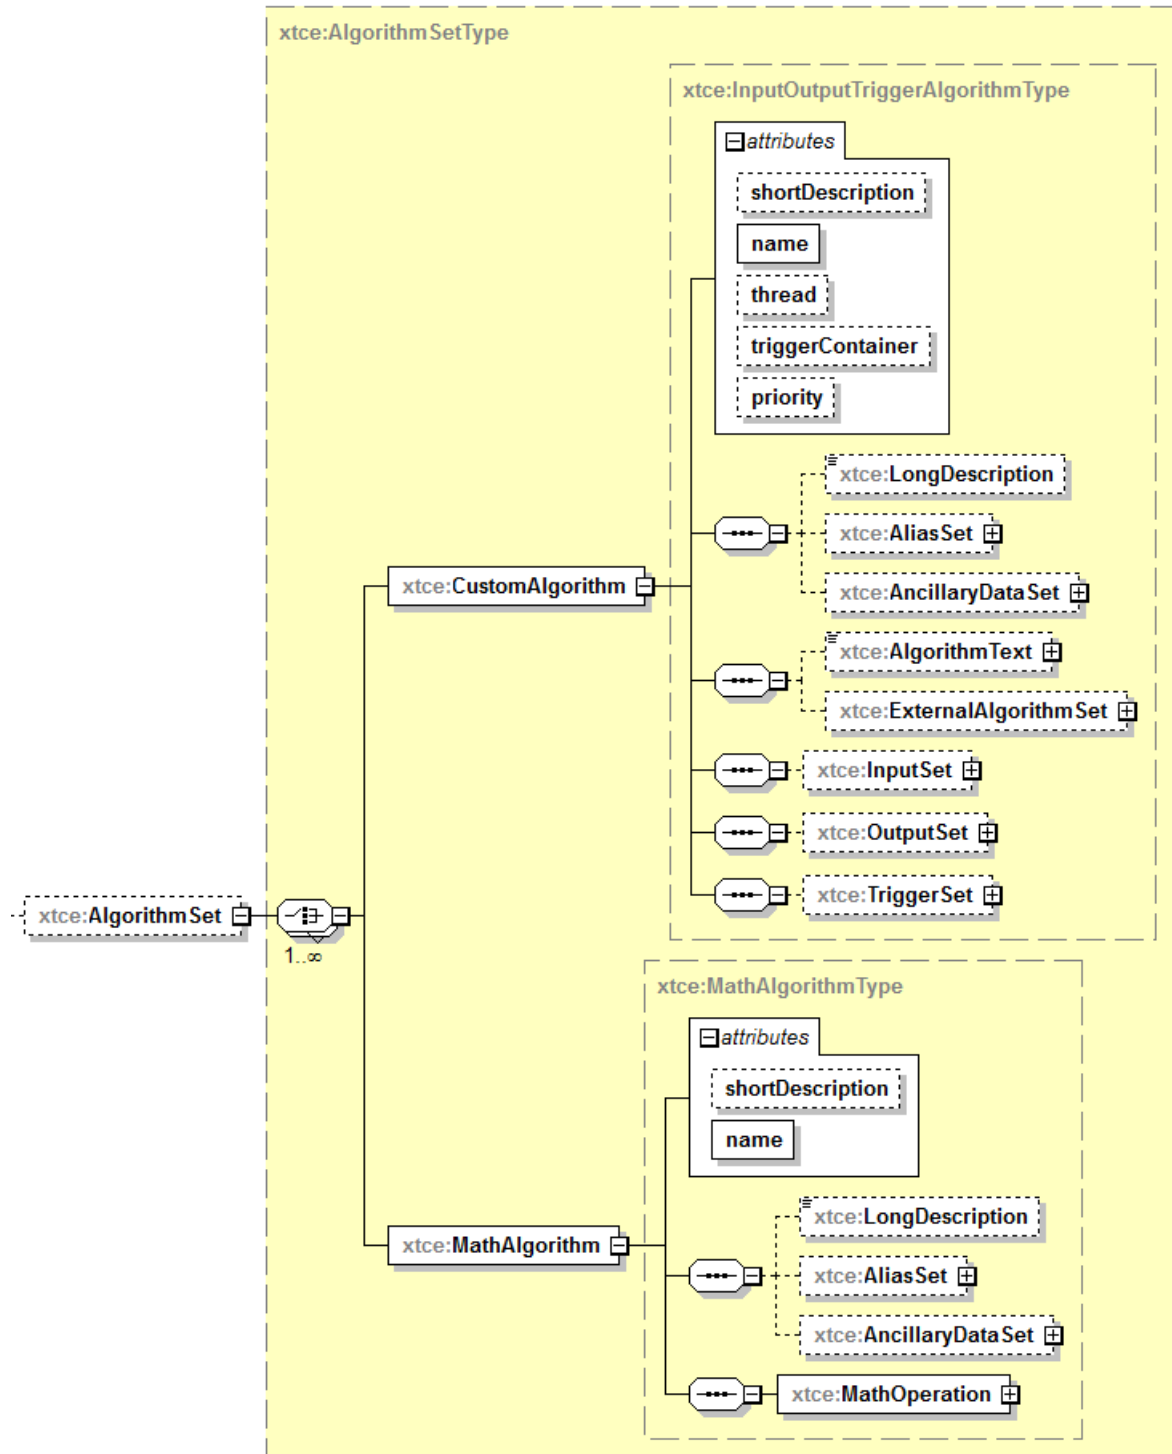 xtce:AlgorithmSetType
xtce:InputOutputTriggerAlgorithmType
attributes
shortDescription
name
thread
triggerContainer
priority
xtce:LongDescription
xtce:AliasSet
xtce:AncillaryDataSet
xtce:CustomAlgorithm
xtce:AlgorithmText
xtce:ExternalAlgorithmSet
xtce:InputSet
xtce:OutputSet
xtce:TriggerSet
xtce:AlgorithmSet
1..∞
xtce:MathAlgorithmType
attributes
shortDescription
name
xtce:LongDescription
xtce:MathAlgorithm
xtce:AliasSet
xtce:AncillaryDataSet
xtce:MathOperation